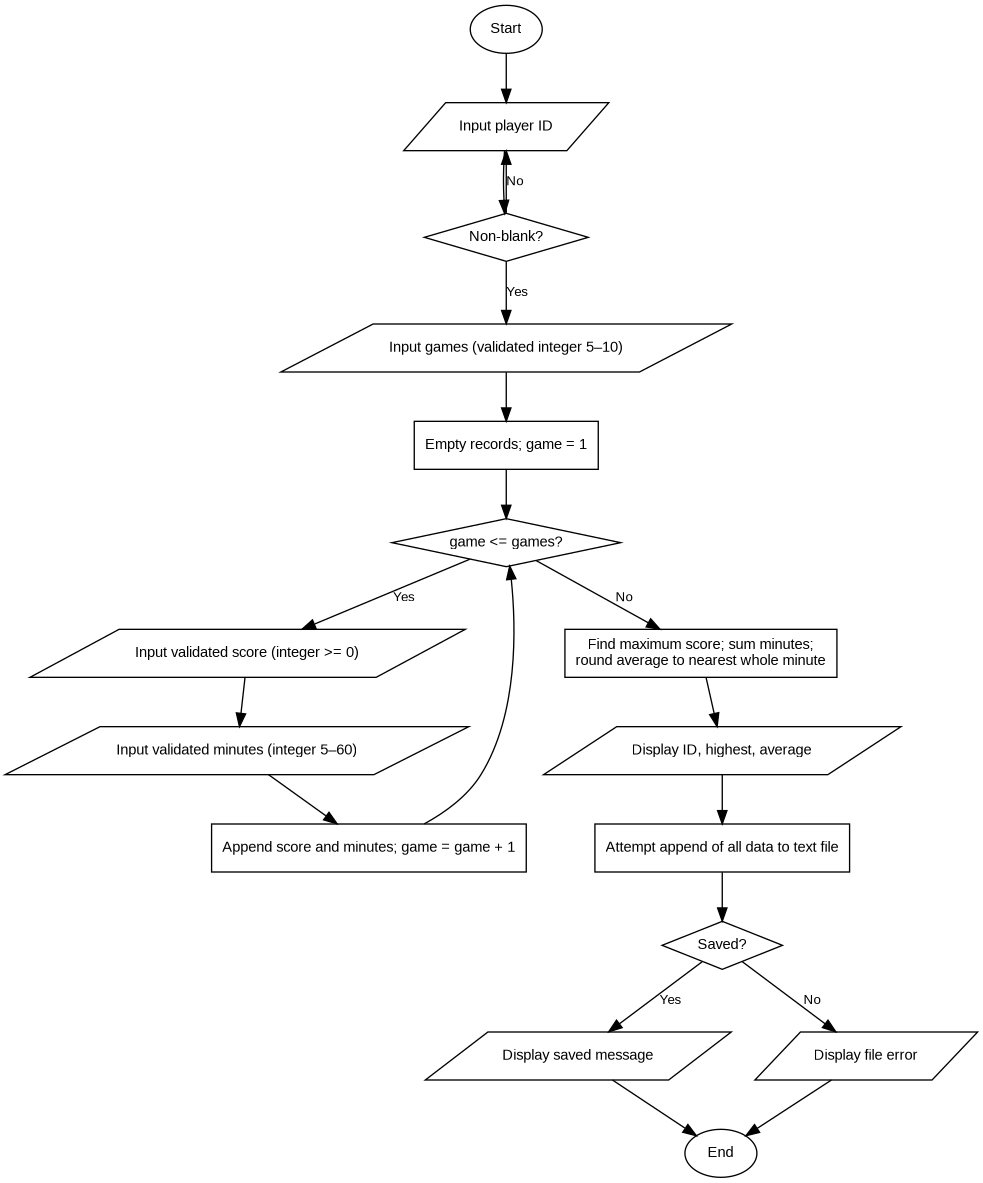 Start
Input player ID
No
Non-blank?
Yes
Input games (validated integer 5–10)
Empty records; game = 1
game <= games?
Yes
No
Input validated score (integer >= 0)
Find maximum score; sum minutes;
round average to nearest whole minute
Input validated minutes (integer 5–60)
Display ID, highest, average
Append score and minutes; game = game + 1
Attempt append of all data to text file
Saved?
Yes
No
Display saved message
Display file error
End